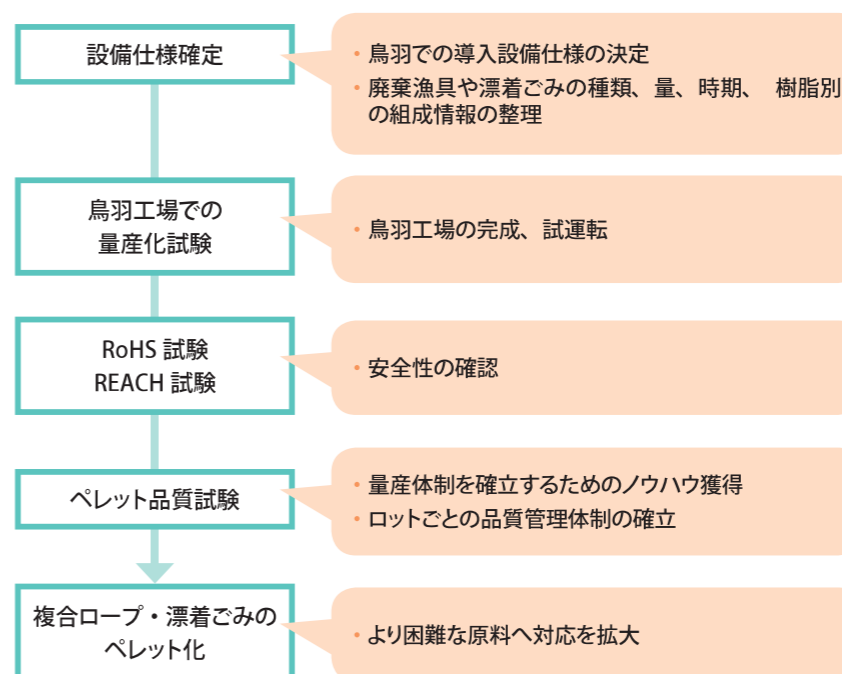 設備仕様確定
・鳥羽での導入設備仕様の決定
・廃棄漁具や漂着ごみの種類、量、時期、 樹脂別
の組成情報の整理
鳥羽工場での
量産化試験
・鳥羽工場の完成、試運転
RoHS 試験
REACH 試験
・安全性の確認
ペレット品質試験
・量産体制を確立するためのノウハウ獲得
・ロットごとの品質管理体制の確立
複合ロープ・漂着ごみの
ペレット化
・より困難な原料へ対応を拡大